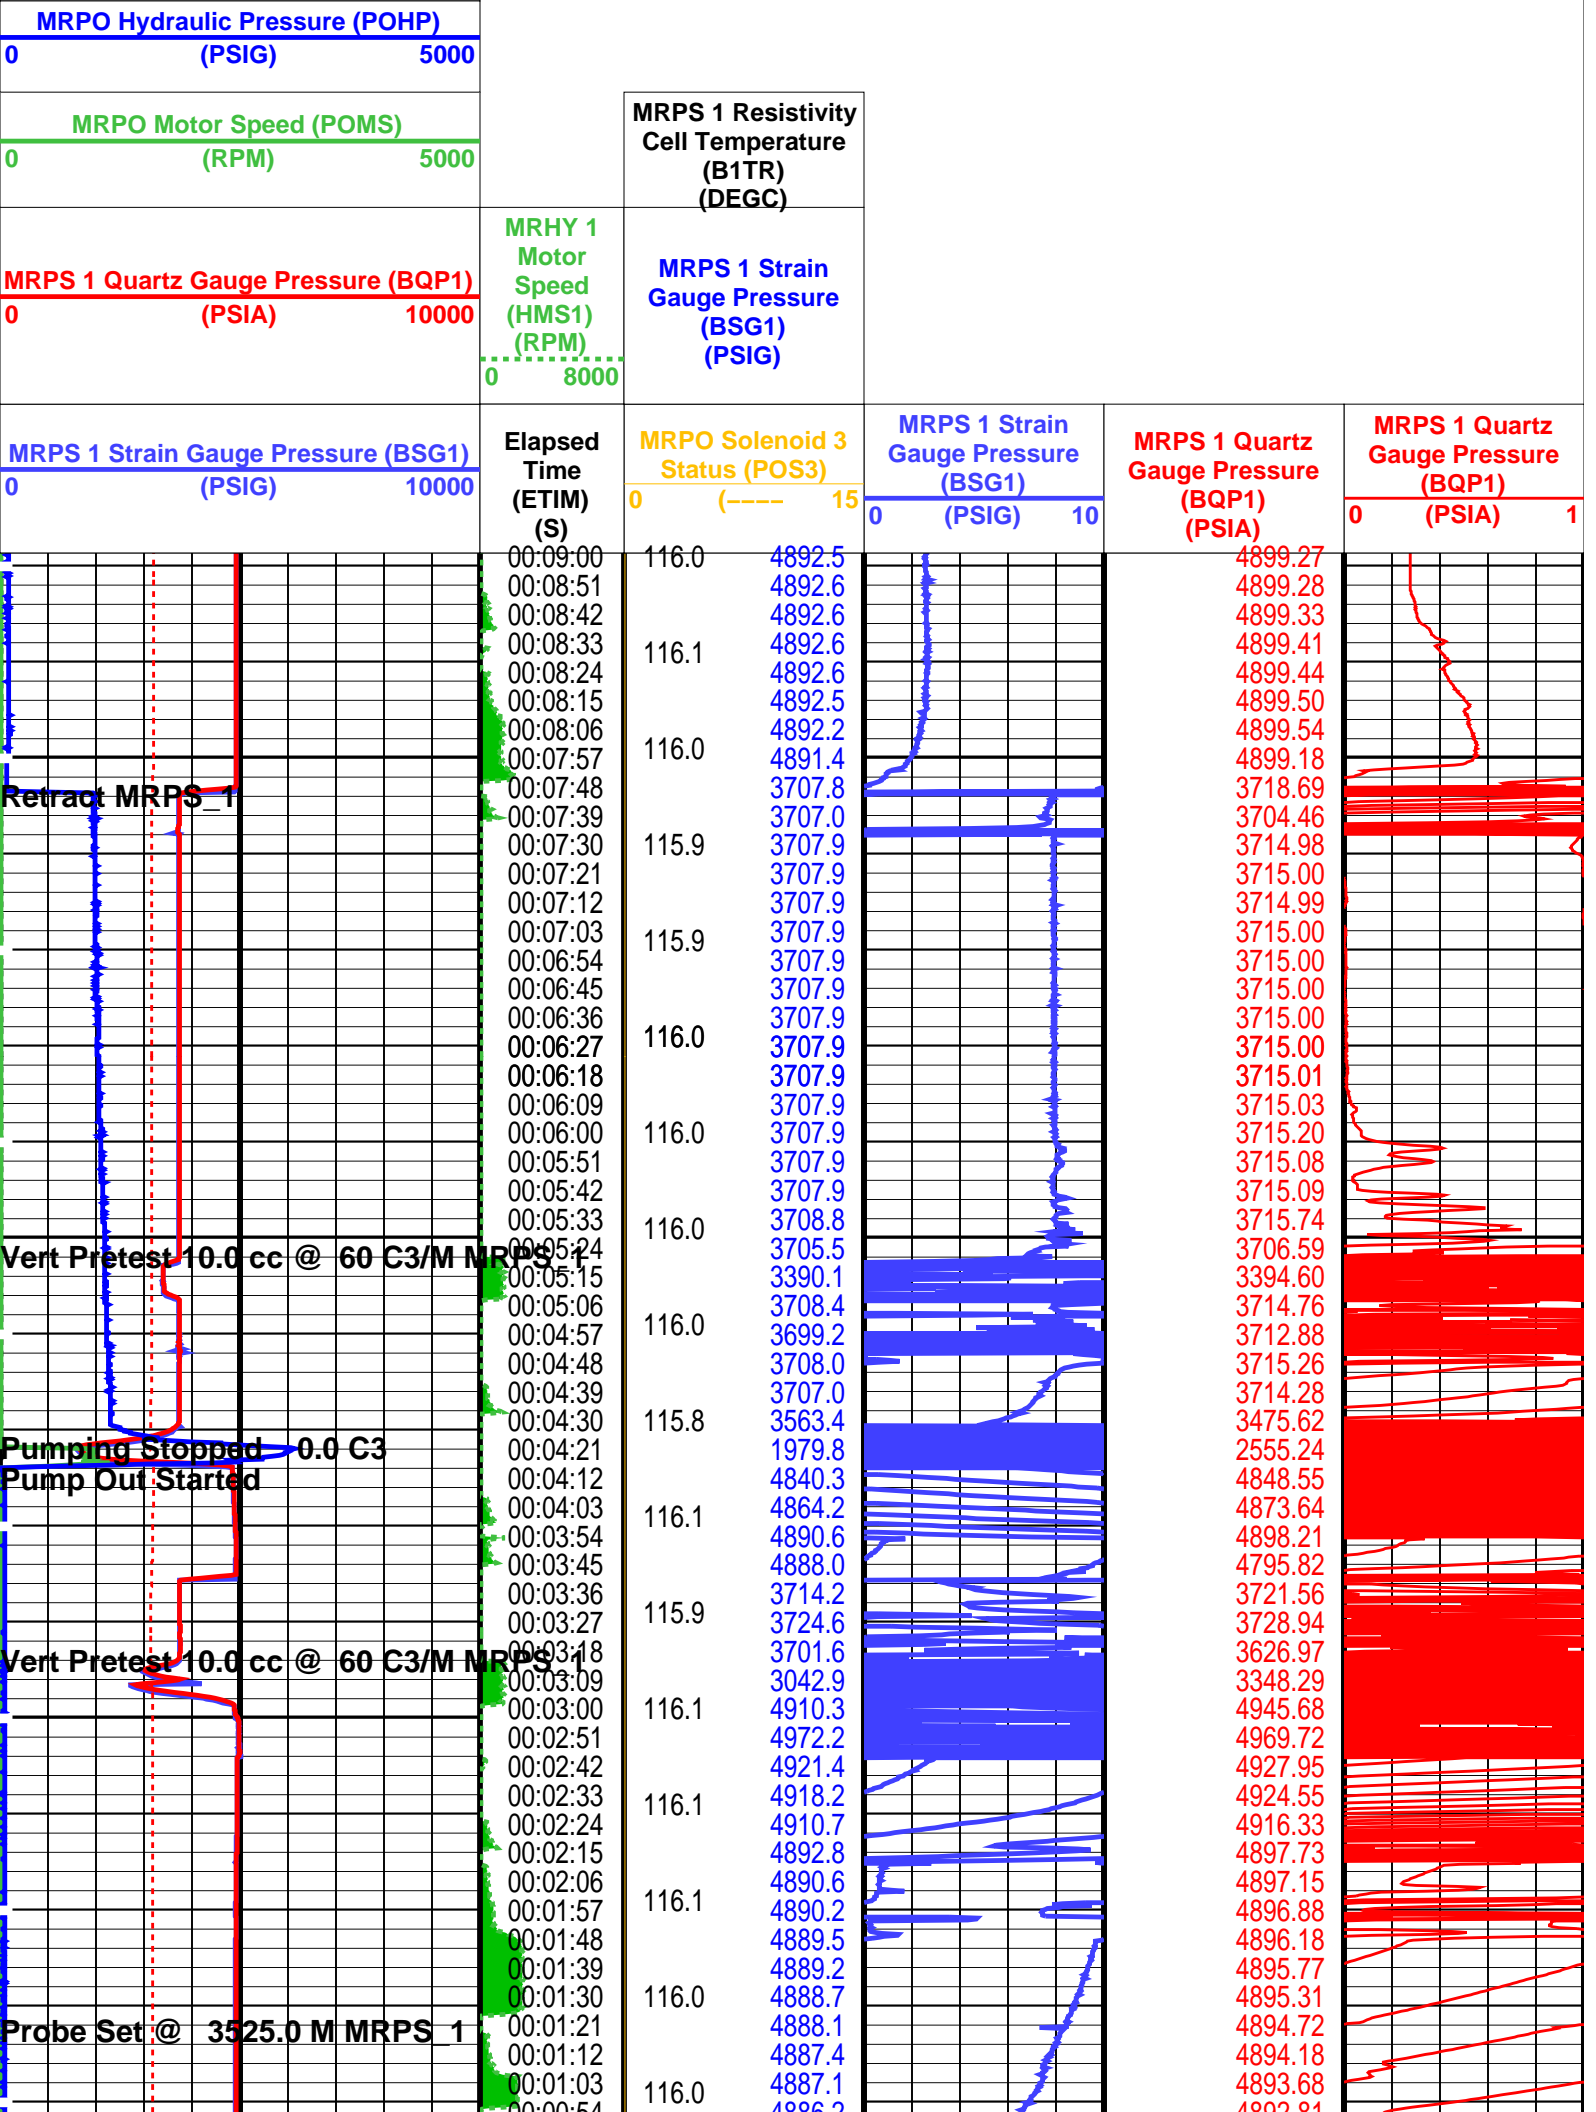 MRPO Hydraulic Pressure (POHP)
0 (PSIG) 5000
MRPO Motor Speed (POMS)
0 (RPM) 5000
MRPS 1 Quartz Gauge Pressure (BQP1)
0 (PSIA) 10000
MRPS 1 Strain Gauge Pressure (BSG1)
0 (PSIG) 10000
MRHY 1
Motor
Speed
(HMS1)
(RPM)
0 8000
Elapsed
Time
(ETIM)
(S)
MRPS 1 Resistivity
Cell Temperature
(B1TR)
(DEGC)
MRPS 1 Strain
Gauge Pressure
(BSG1)
(PSIG)
MRPO Solenoid 3
Status (POS3)
0 (---- 15
MRPS 1 Strain
Gauge Pressure
(BSG1)
0 (PSIG) 10
MRPS 1 Quartz
Gauge Pressure
(BQP1)
(PSIA)
MRPS 1 Quartz
Gauge Pressure
(BQP1)
0 (PSIA) 1
00:09:00 116.0 4892.5 4899.27
00:08:51 4892.6 4899.28
00:08:42 4892.6 4899.33
00:08:33 116.1 4892.6 4899.41
00:08:24 4892.6 4899.44
00:08:15 4892.5 4899.50
00:08:06 116.0 4892.2 4899.54
00:07:57 4891.4 4899.18
Retract MRPS_1 00:07:48 3707.8 3718.69
00:07:39 3707.0 3704.46
00:07:30 115.9 3707.9 3714.98
00:07:21 3707.9 3715.00
00:07:12 3707.9 3714.99
00:07:03 115.9 3707.9 3715.00
00:06:54 3707.9 3715.00
00:06:45 3707.9 3715.00
00:06:36 3707.9 3715.00
00:06:27 116.0 3707.9 3715.00
00:06:18 3707.9 3715.01
00:06:09 3707.9 3715.03
00:06:00 116.0 3707.9 3715.20
00:05:51 3707.9 3715.08
00:05:42 3707.9 3715.09
00:05:33 116.0 3708.8 3715.74
Vert Pretest 10.0 cc @ 60 C3/M MRPS_1 00:05:24 3705.5 3706.59
00:05:15 3390.1 3394.60
00:05:06 116.0 3708.4 3714.76
00:04:57 3699.2 3712.88
00:04:48 3708.0 3715.26
00:04:39 3707.0 3714.28
00:04:30 115.8 3563.4 3475.62
Pumping Stopped 0.0 C3 00:04:21 1979.8 2555.24
Pump Out Started 00:04:12 4840.3 4848.55
00:04:03 116.1 4864.2 4873.64
00:03:54 4890.6 4898.21
00:03:45 4888.0 4795.82
00:03:36 115.9 3714.2 3721.56
00:03:27 3724.6 3728.94
Vert Pretest 10.0 cc @ 60 C3/M MRPS_1 00:03:18 3701.6 3626.97
00:03:09 3042.9 3348.29
00:03:00 116.1 4910.3 4945.68
00:02:51 4972.2 4969.72
00:02:42 4921.4 4927.95
00:02:33 116.1 4918.2 4924.55
00:02:24 4910.7 4916.33
00:02:15 4892.8 4897.73
00:02:06 116.1 4890.6 4897.15
00:01:57 4890.2 4896.88
00:01:48 4889.5 4896.18
00:01:39 4889.2 4895.77
00:01:30 116.0 4888.7 4895.31
Probe Set @ 3525.0 M MRPS_1 00:01:21 4888.1 4894.72
00:01:12 4887.4 4894.18
00:01:03 116.0 4887.1 4893.68
00:00:54 4886.2 4892.81